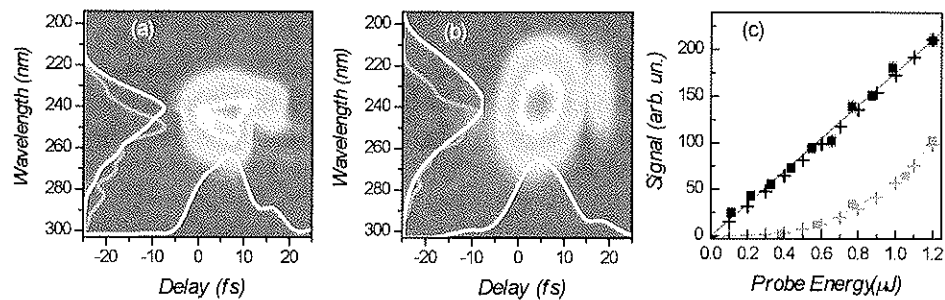 (a)
Wavelength (nm)
200
220
240
260
280
300
-20
-10
0
10
20
Delay (fs)
(b)
Wavelength (nm)
200
220
240
260
280
300
-20
-10
0
10
20
Delay (fs)
(c)
Signal (arb. un.)
200
150
100
50
0
0.0 0.2 0.4 0.6 0.8 1.0 1.2
Probe Energy(μJ)